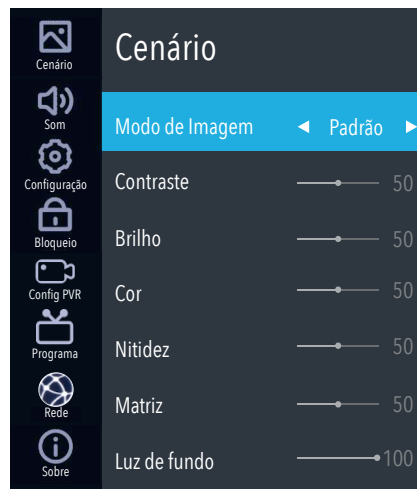 Cenário
Som
Configuração
Bloqueio
Config PVR
Programa
Rede
Sobre
Cenário
Modo de Imagem ◄ Padrão ►
Contraste 50
Brilho 50
Cor 50
Nitidez 50
Matriz 50
Luz de fundo 100